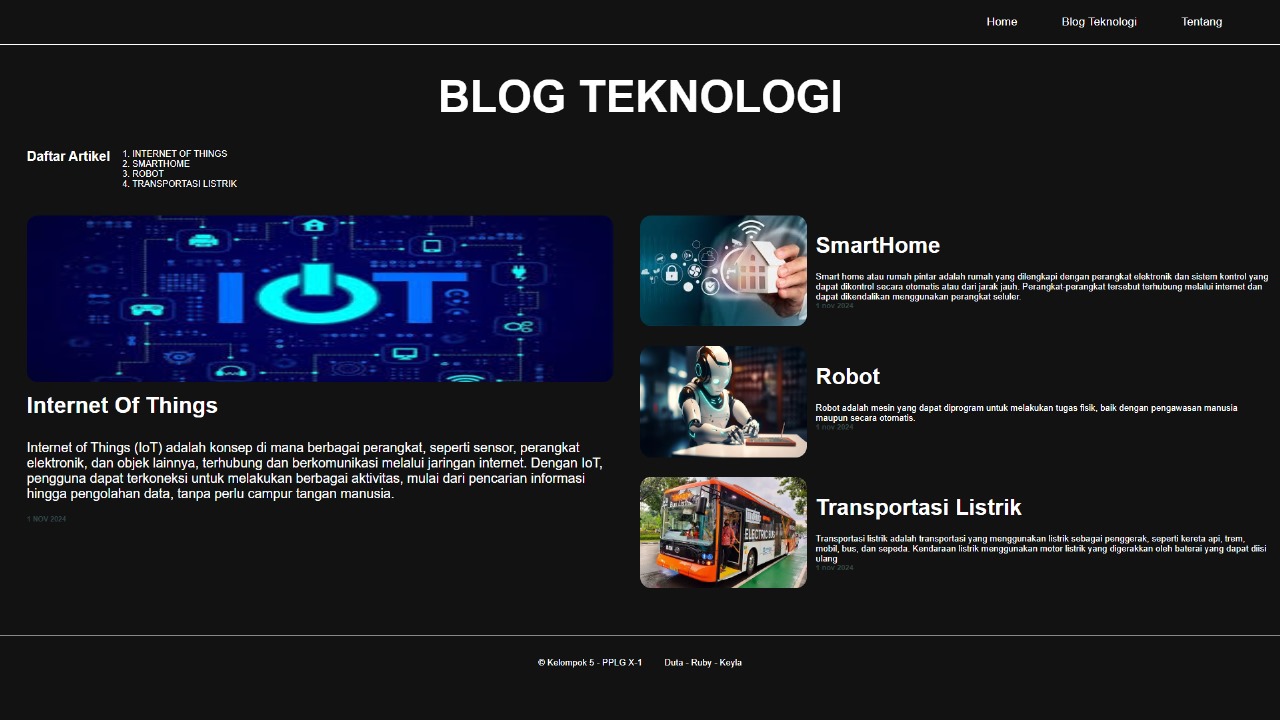 Home
Blog Teknologi
Tentang
BLOG TEKNOLOGI
Daftar Artikel
1. INTERNET OF THINGS
2. SMARTHOME
3. ROBOT
4. TRANSPORTASI LISTRIK
IOT
Internet Of Things
Internet of Things (IoT) adalah konsep di mana berbagai perangkat, seperti sensor, perangkat
elektronik, dan objek lainnya, terhubung dan berkomunikasi melalui jaringan internet. Dengan IoT,
pengguna dapat terkoneksi untuk melakukan berbagai aktivitas, mulai dari pencarian informasi
hingga pengolahan data, tanpa perlu campur tangan manusia.
1 NOV 2024
SmartHome
Smart home atau rumah pintar adalah rumah yang dilengkapi dengan perangkat elektronik dan sistem kontrol yang
dapat dikontrol secara otomatis atau dari jarak jauh. Perangkat-perangkat tersebut terhubung melalui internet dan
dapat dikendalikan menggunakan perangkat seluler.
1 nov 2024
Robot
Robot adalah mesin yang dapat diprogram untuk melakukan tugas fisik, baik dengan pengawasan manusia
maupun secara otomatis.
1 nov 2024
ELECTRIC BUS
Transportasi Listrik
Transportasi listrik adalah transportasi yang menggunakan listrik sebagai penggerak, seperti kereta api, trem,
mobil, bus, dan sepeda. Kendaraan listrik menggunakan motor listrik yang digerakkan oleh baterai yang dapat diisi
ulang
1 nov 2024
© Kelompok 5 - PPLG X-1
Duta - Ruby - Keyla